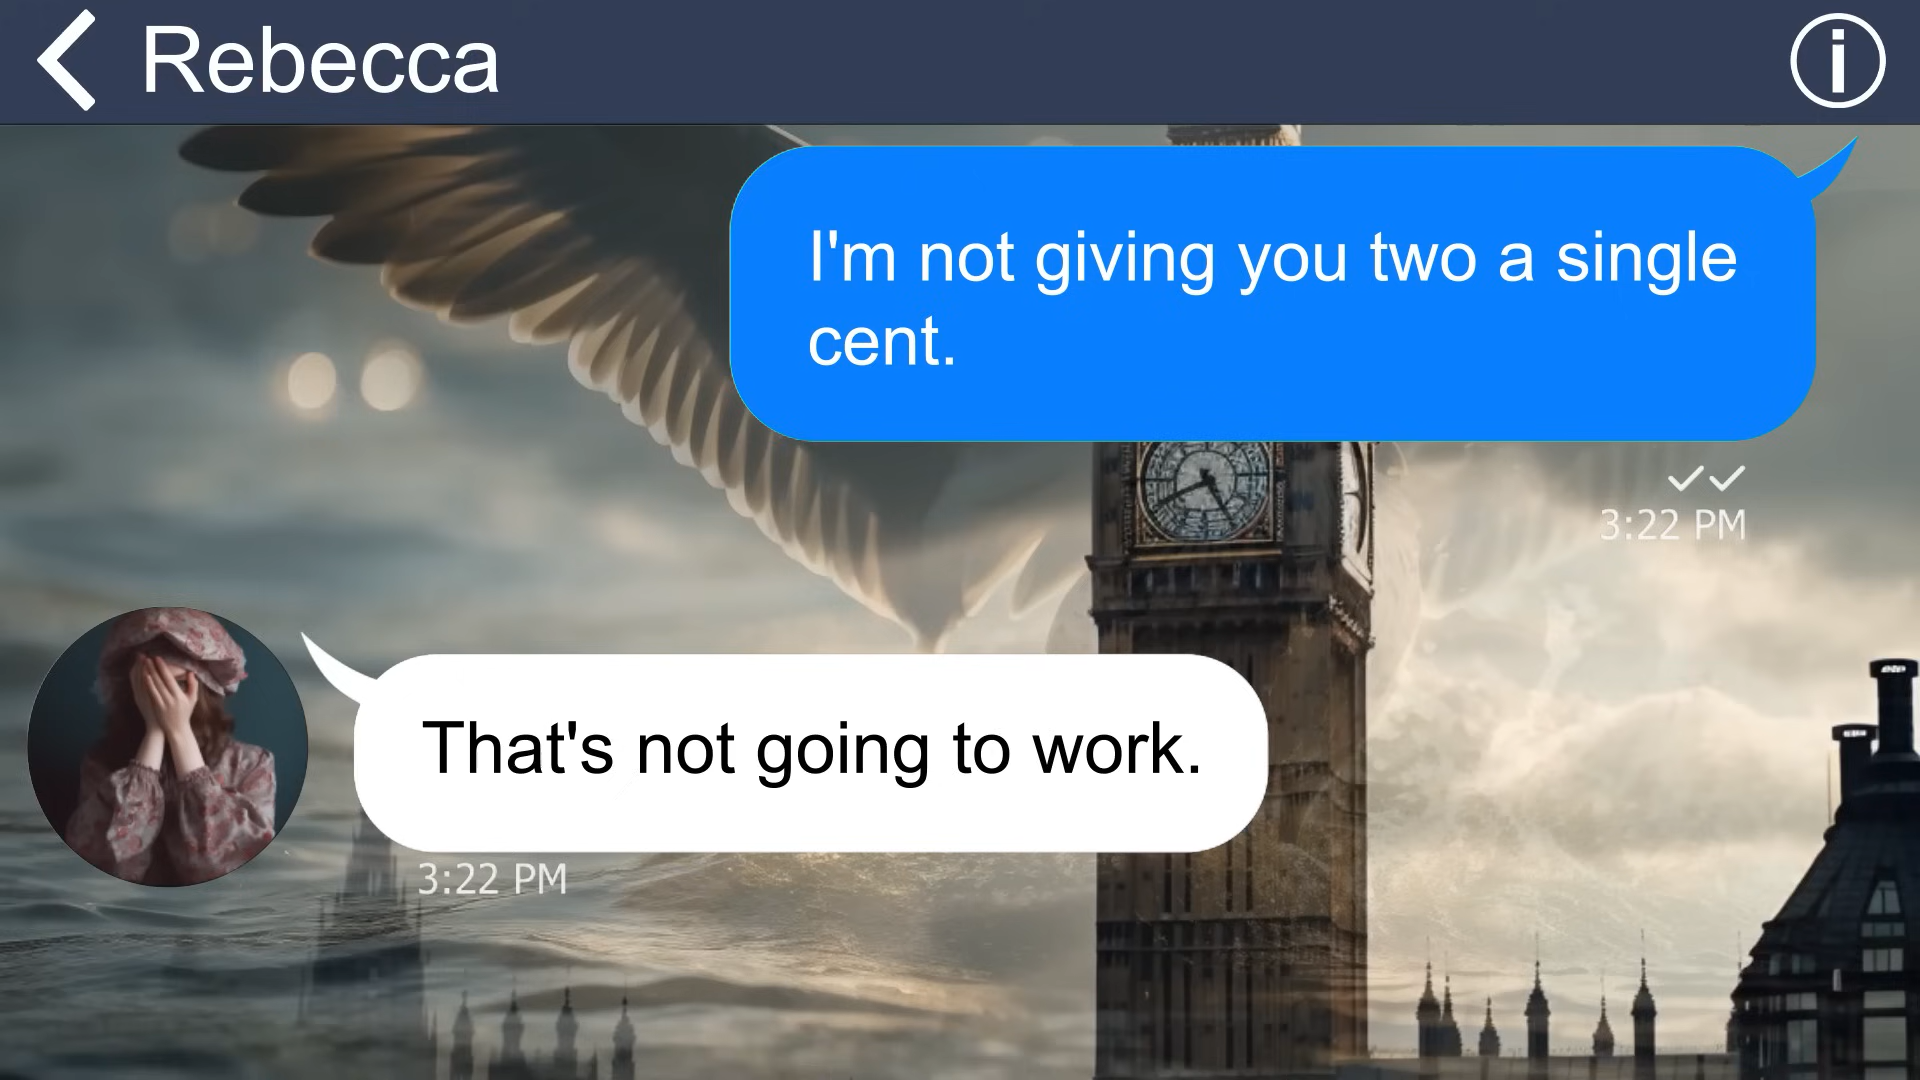 Rebecca
I'm not giving you two a single
cent.
3:22 PM
That's not going to work.
3:22 PM